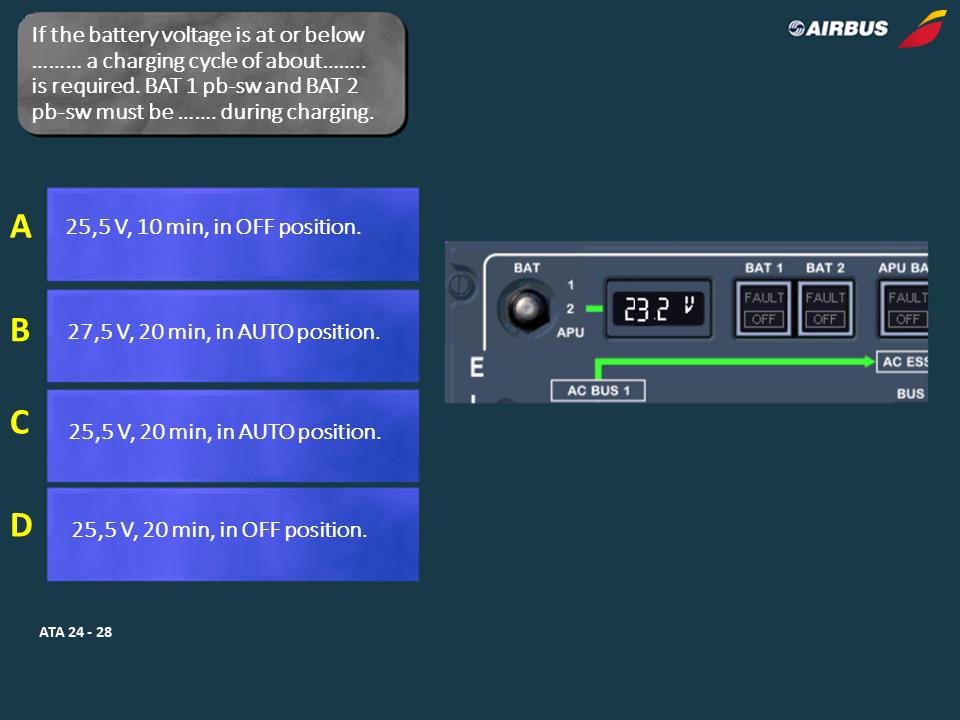 If the battery voltage is at or below
……… a charging cycle of about……..
is required. BAT 1 pb-sw and BAT 2
pb-sw must be ……. during charging.
AIRBUS
A
25,5 V, 10 min, in OFF position.
B
27,5 V, 20 min, in AUTO position.
C
25,5 V, 20 min, in AUTO position.
D
25,5 V, 20 min, in OFF position.
BAT
1
2
APU
23.2 V
BAT 1 BAT 2 APU BA
FAULT FAULT FAULT
OFF OFF OFF
E
AC BUS 1
AC ESS
BUS
ATA 24 - 28